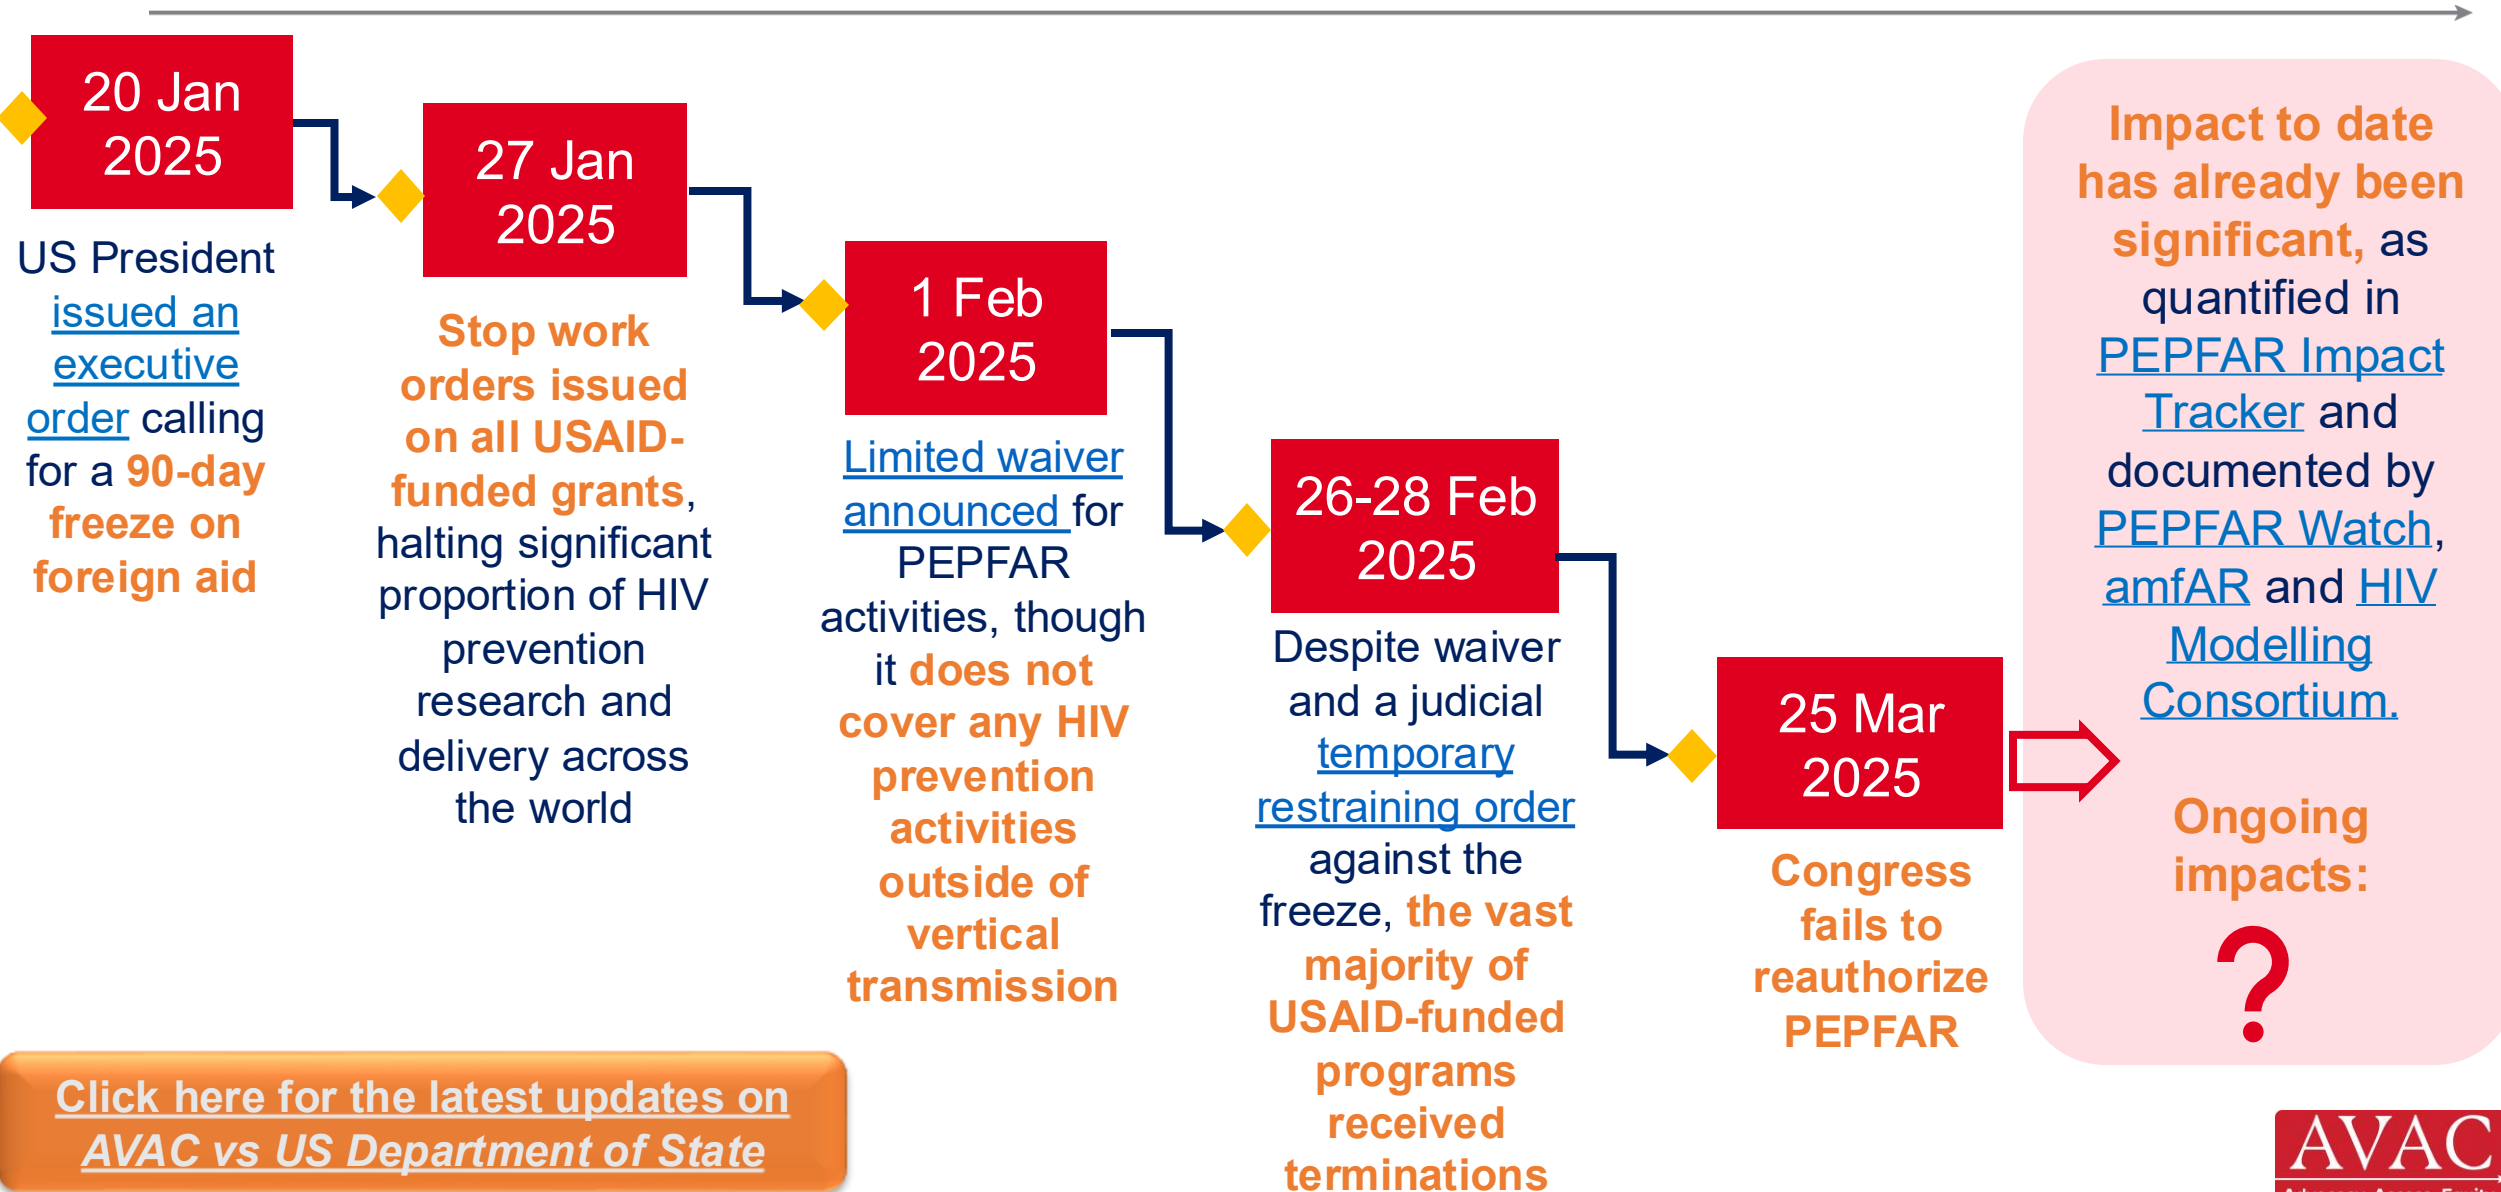 20 Jan
2025
US President
issued an
executive
order calling
for a 90-day
freeze on
foreign aid
27 Jan
2025
Stop work
orders issued
on all USAID-
funded grants,
halting significant
proportion of HIV
prevention
research and
delivery across
the world
1 Feb
2025
Limited waiver
announced for
PEPFAR
activities, though
it does not
cover any HIV
prevention
activities
outside of
vertical
transmission
26-28 Feb
2025
Despite waiver
and a judicial
temporary
restraining order
against the
freeze, the vast
majority of
USAID-funded
programs
received
terminations
25 Mar
2025
Congress
fails to
reauthorize
PEPFAR
Impact to date
has already been
significant, as
quantified in
PEPFAR Impact
Tracker and
documented by
PEPFAR Watch,
amfAR and HIV
Modelling
Consortium.
Ongoing
impacts:
?
Click here for the latest updates on
AVAC vs US Department of State
AVAC